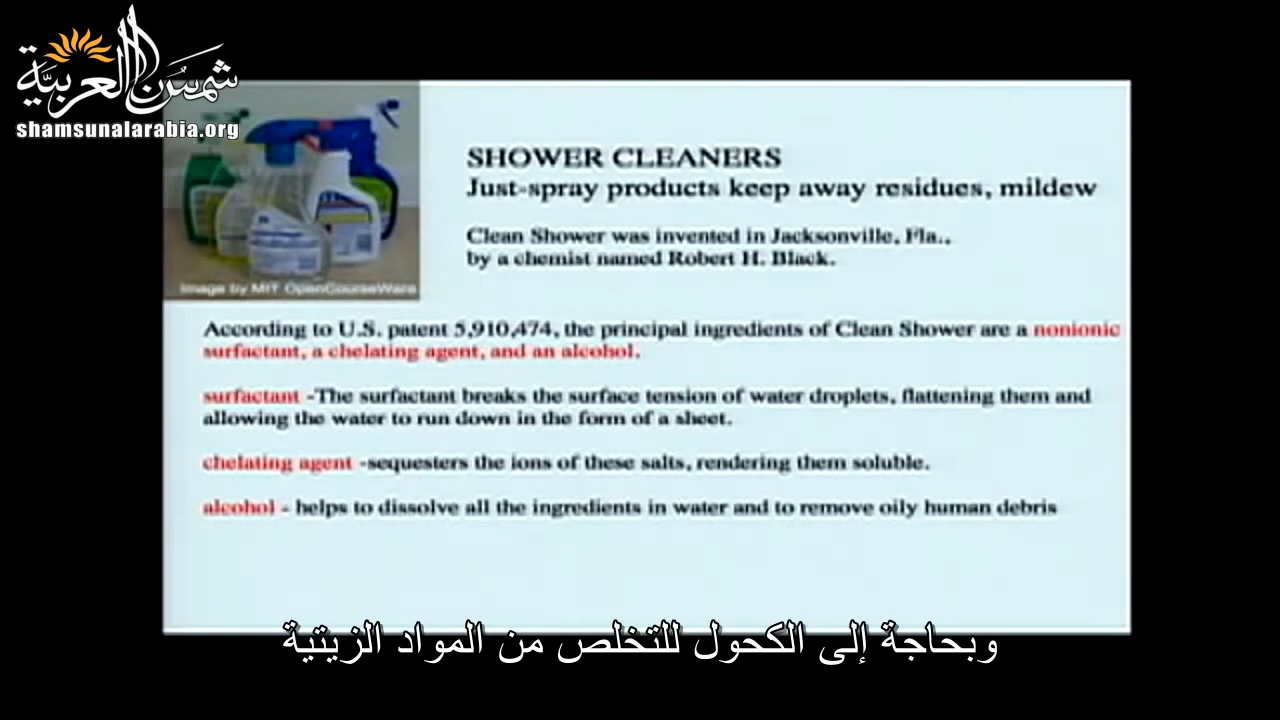 شمس العربية
shamsunalarabia.org
SHOWER CLEANERS
Just-spray products keep away residues, mildew
Clean Shower was invented in Jacksonville, Fla.,
by a chemist named Robert H. Black.
Image by MIT OpenCourseWare
According to U.S. patent 5,910,474, the principal ingredients of Clean Shower are a nonionic
surfactant, a chelating agent, and an alcohol.
surfactant -The surfactant breaks the surface tension of water droplets, flattening them and
allowing the water to run down in the form of a sheet.
chelating agent -sequesters the ions of these salts, rendering them soluble.
alcohol - helps to dissolve all the ingredients in water and to remove oily human debris
وبحاجة إلى الكحول للتخلص من المواد الزيتية